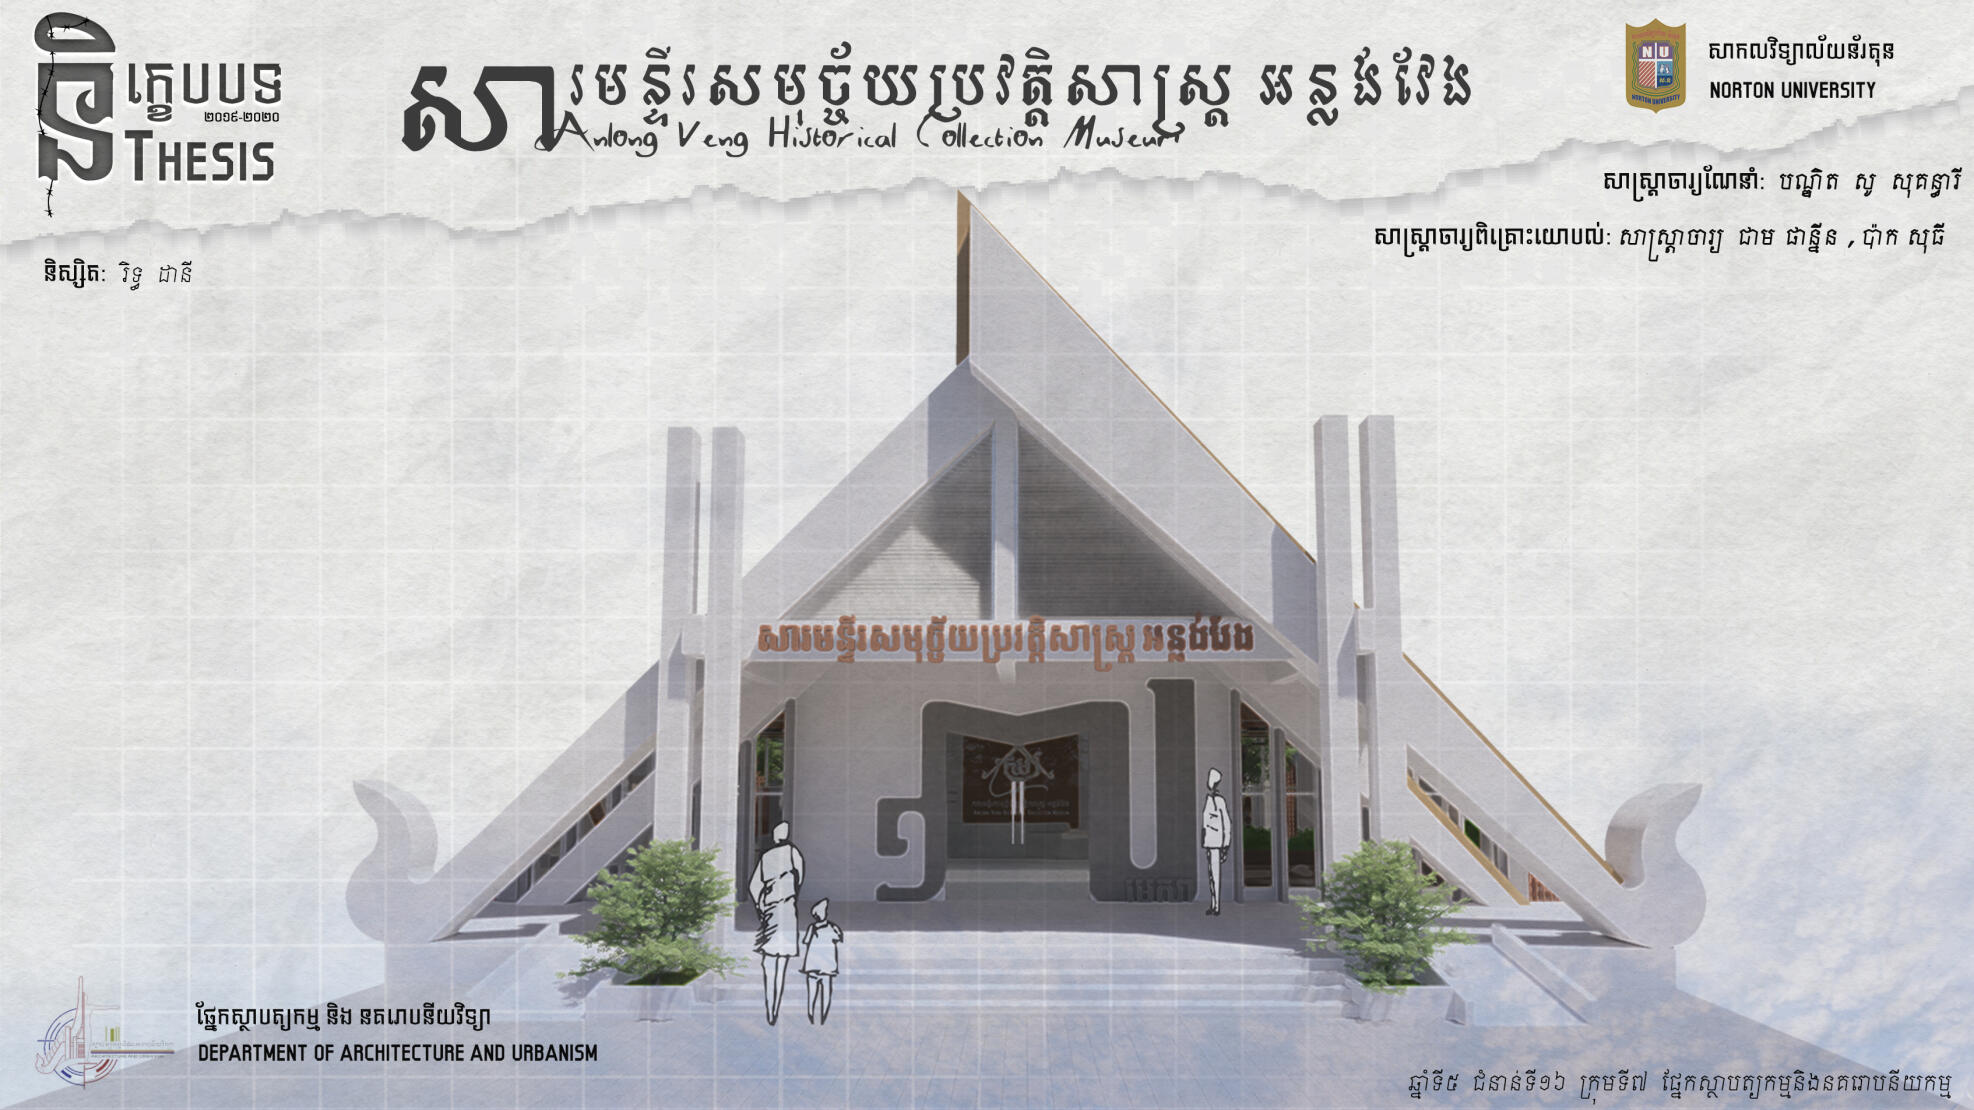 និក្ខេបបទ
២០១៩-២០២០
THESIS
សារមន្ទីរសមុច្ច័យប្រវត្តិសាស្ត្រ អន្លង់វែង
Anlong Veng Historical Collection Museum
NU
NORTON UNIVERSITY
សាកលវិទ្យាល័យន័រតុន
NORTON UNIVERSITY
សាស្ត្រាចារ្យណែនាំ: បណ្ឌិត សូ សុគន្ធារី
សាស្ត្រាចារ្យពិគ្រោះយោបល់: សាស្ត្រាចារ្យ ជាម ផាន្និន , ប៉ាក សុធី
និស្សិត: រិទ្ធ ដានី
សារមន្ទីរសមុច្ច័យប្រវត្តិសាស្ត្រ អន្លង់វែង
ផ្នែកស្ថាបត្យកម្ម និង នគរោបនីយវិទ្យា
DEPARTMENT OF ARCHITECTURE AND URBANISM
ឆ្នាំទី៥ ជំនាន់ទី១៦ ក្រុមទី៧ ផ្នែកស្ថាបត្យកម្មនិងនគរោបនីយកម្ម